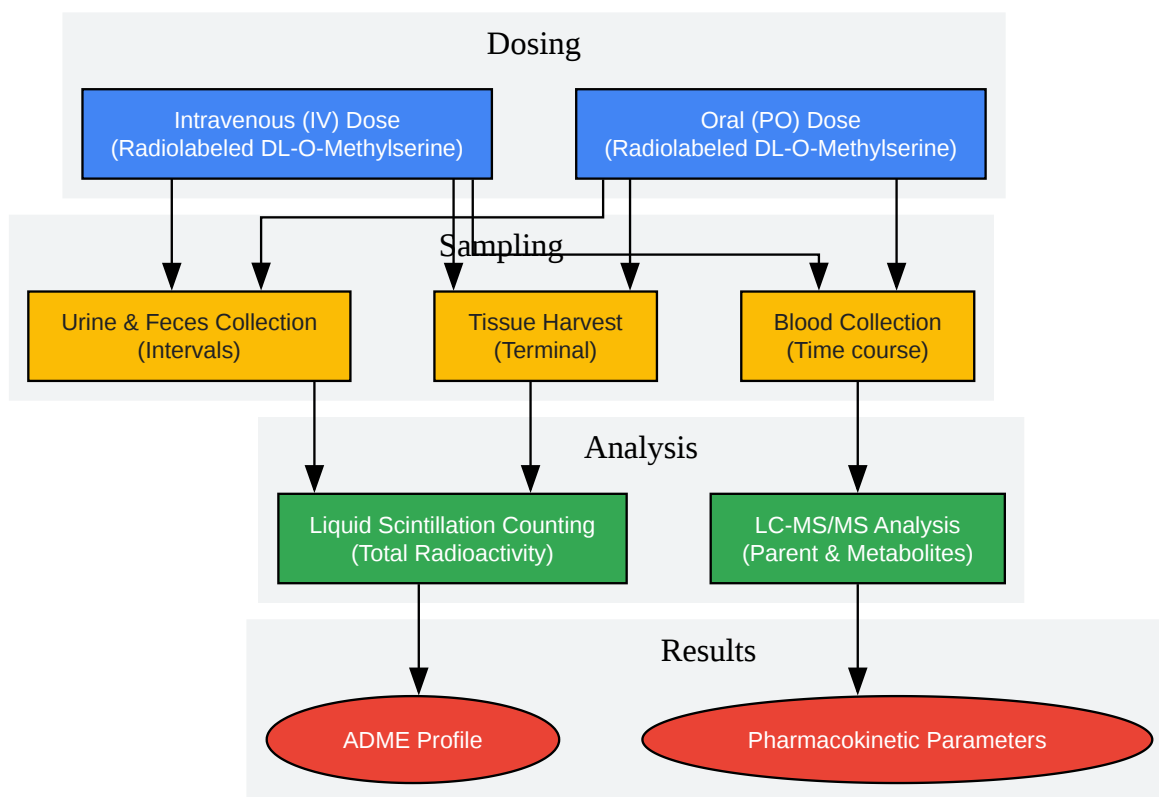 Dosing
Intravenous (IV) Dose
(Radiolabeled DL-O-Methylserine)
Oral (PO) Dose
(Radiolabeled DL-O-Methylserine)
Sampling
Urine & Feces Collection
(Intervals)
Tissue Harvest
(Terminal)
Blood Collection
(Time course)
Analysis
Liquid Scintillation Counting
(Total Radioactivity)
LC-MS/MS Analysis
(Parent & Metabolites)
Results
ADME Profile
Pharmacokinetic Parameters